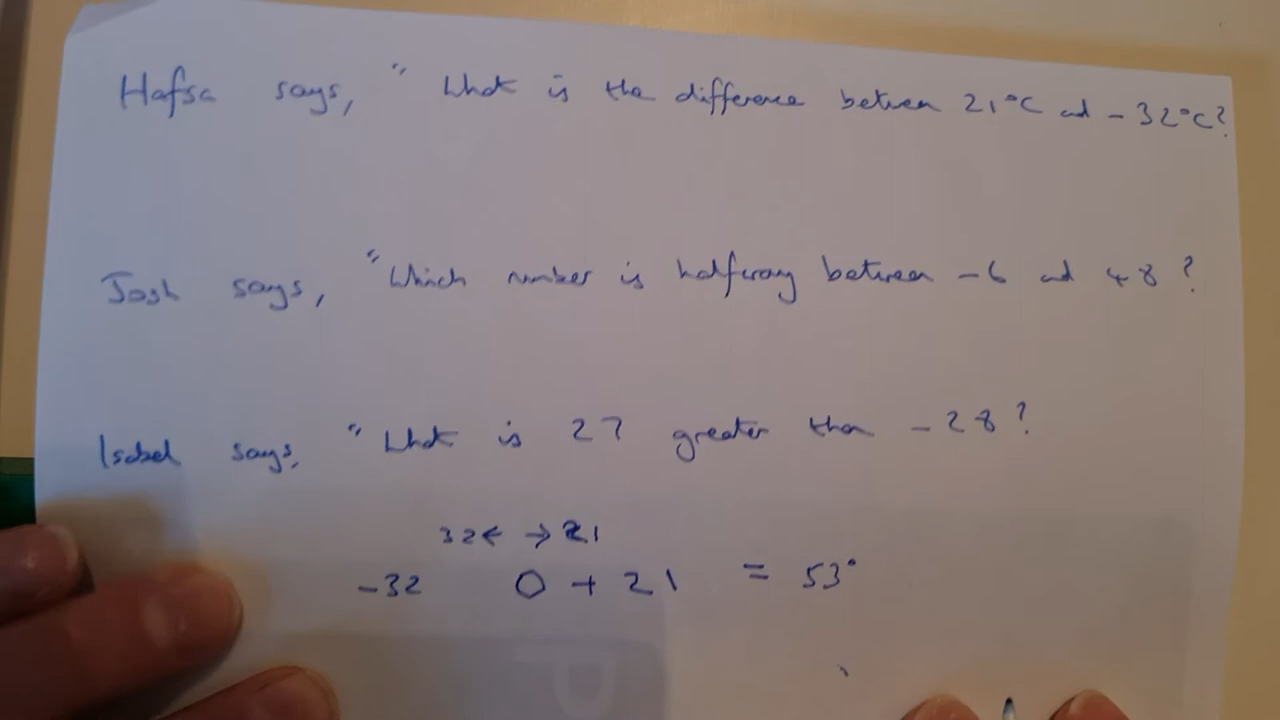 Hafsa says, " What is the difference between 21°C and -32°C?
Josh says, "Which number is halfway between -6 and 48?
Isobel says, "What is 27 greater than -28?
32← →21
-32 0 + 21 = 53°